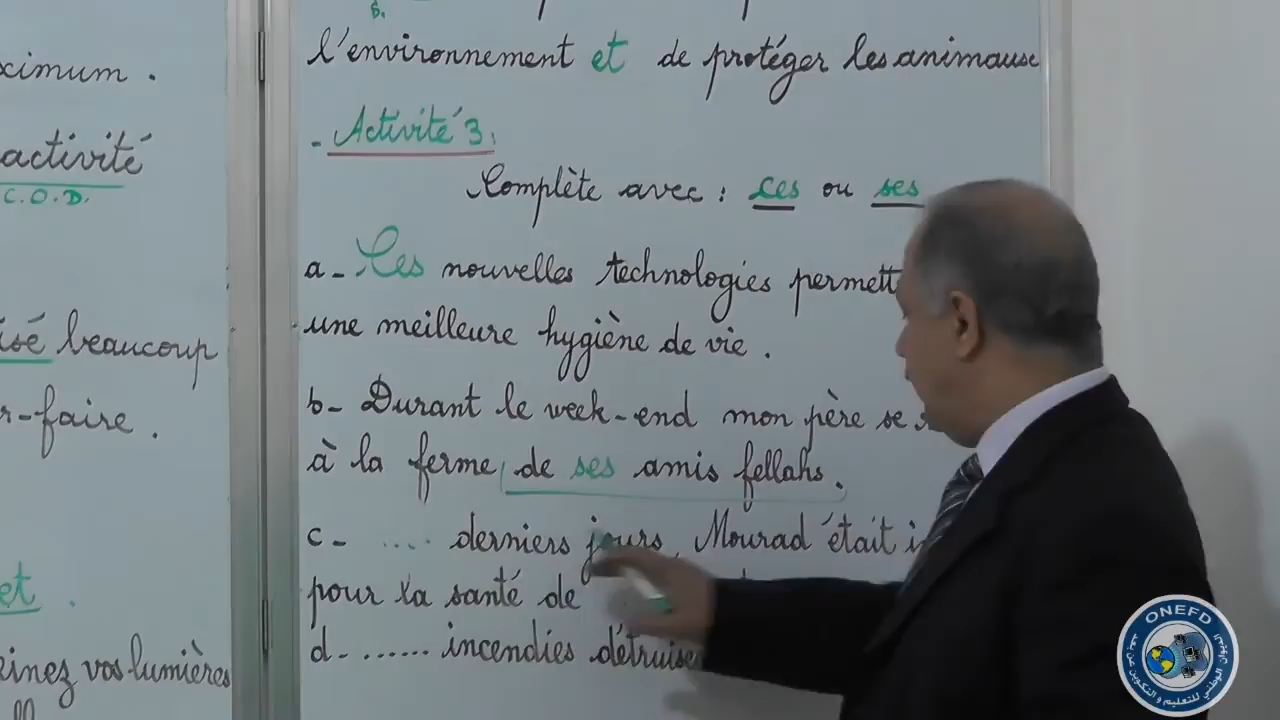 ximum.
activité
C.O.D.
isé beaucoup
r-faire.
et.
einez vos lumières
l'environnement et de protéger les animaux
- Activité 3:
Complète avec : ces ou ses
a - Ces nouvelles technologies permett
une meilleure hygiène de vie.
b - Durant le week-end mon père se
à la ferme de ses amis fellahs.
c - .... derniers jours, Mourad était i
pour la santé de
d - ...... incendies détruise
ONEFD